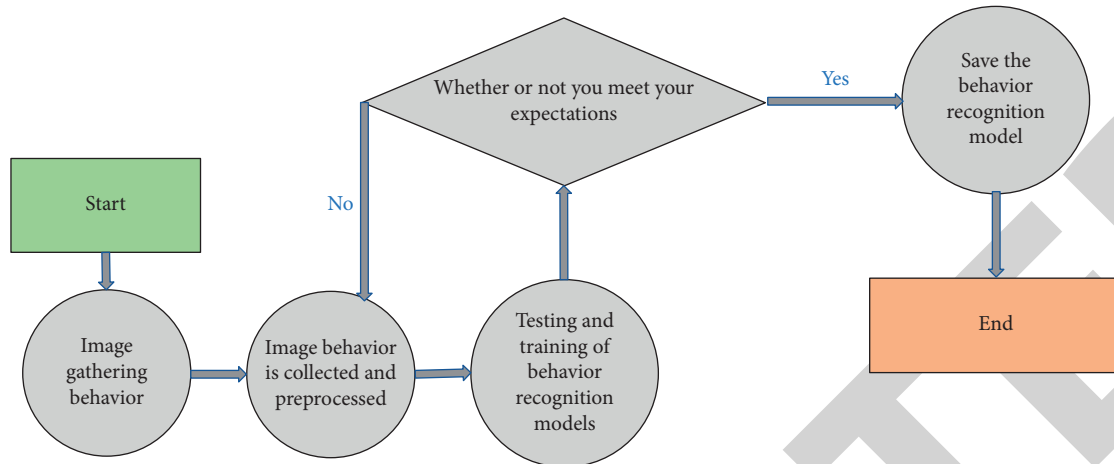 Start
Image
gathering
behavior
Image behavior
is collected and
preprocessed
Testing and
training of
behavior
recognition
models
Whether or not you meet your
expectations
No
Yes
Save the
behavior
recognition
model
End